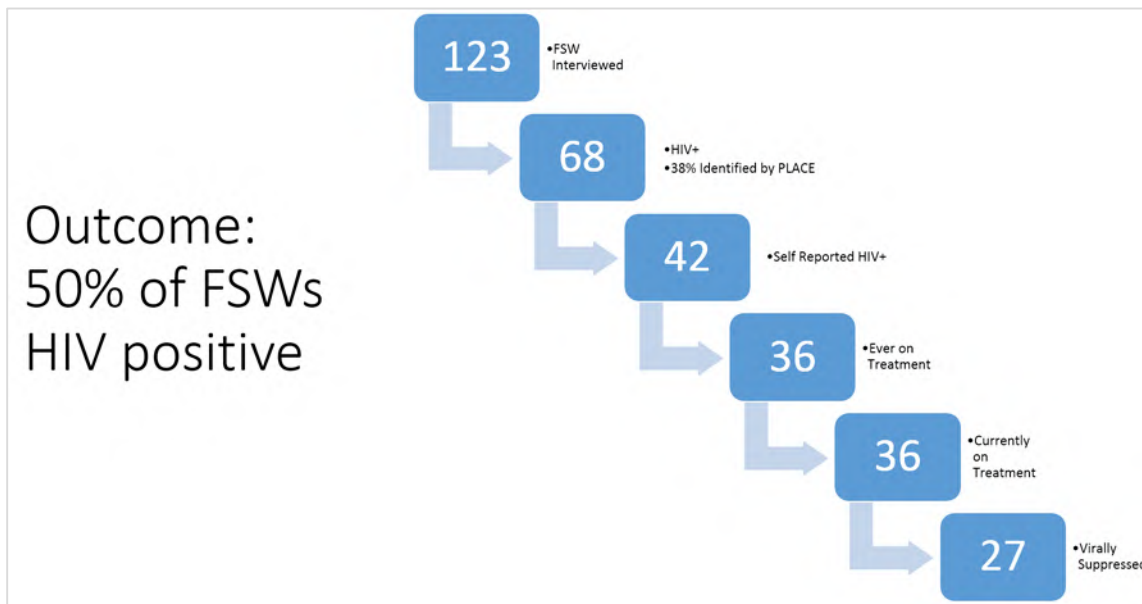 123
•FSW
Interviewed
68
•HIV+
•38% Identified by PLACE
Outcome:
50% of FSWs
HIV positive
42
•Self Reported HIV+
36
•Ever on
Treatment
36
•Currently
on
Treatment
27
•Virally
Suppressed